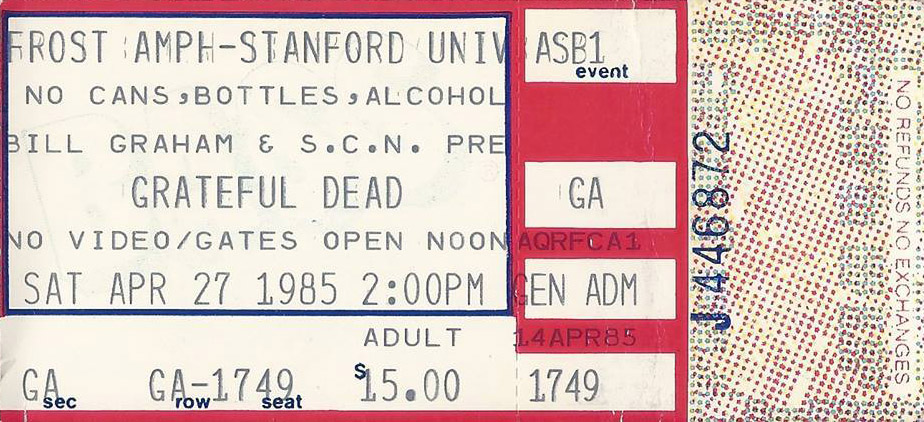 FROST AMPH-STANFORD UNIV ASB1
event
NO CANS,BOTTLES,ALCOHOL
BILL GRAHAM & S.C.N. PRE
GRATEFUL DEAD GA
NO VIDEO/GATES OPEN NOON AQRFCA1
SAT APR 27 1985 2:00PM GEN ADM
ADULT 14APR85
GA GA-1749 $15.00 1749
sec row seat
J446872
NO REFUNDS NO EXCHANGES